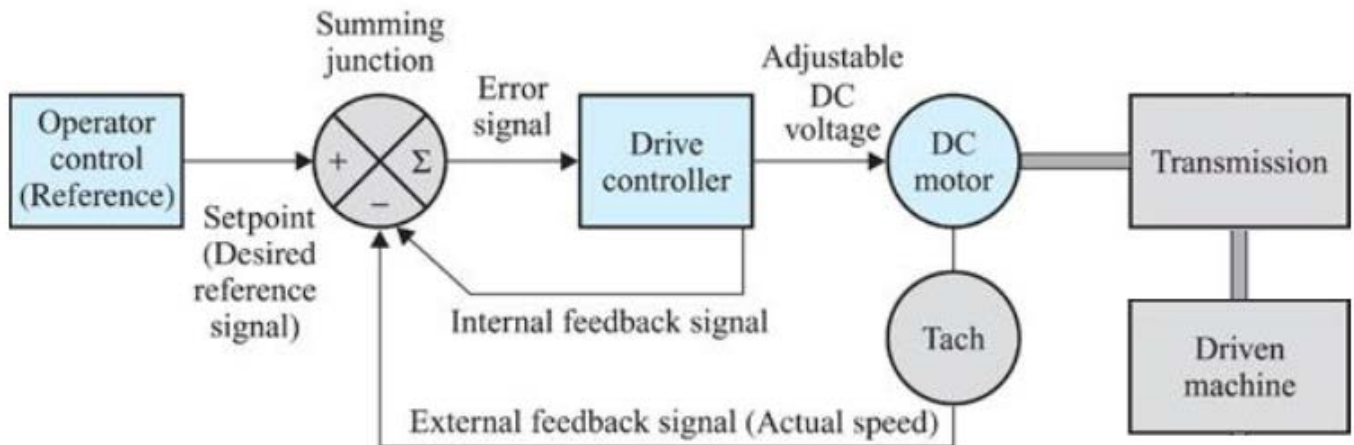 Summing
junction
Operator
control
(Reference)
+
Σ
−
Setpoint
(Desired
reference
signal)
Error
signal
Drive
controller
Adjustable
DC
voltage
DC
motor
Transmission
Internal feedback signal
Tach
Driven
machine
External feedback signal (Actual speed)